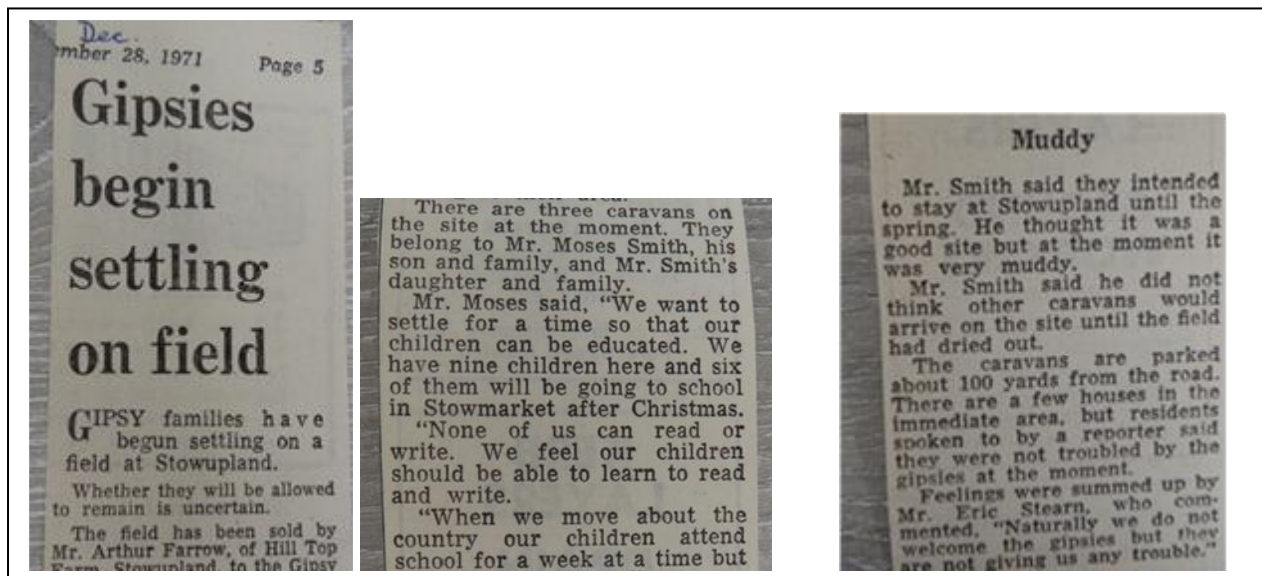 Dec.
mber 28, 1971 Page 5
Gipsies
begin
settling
on field
GIPSY families have
begun settling on a
field at Stowupland.
Whether they will be allowed
to remain is uncertain.
The field has been sold by
Mr. Arthur Farrow, of Hill Top
Farm, Stowupland, to the Gipsy
area.
There are three caravans on
the site at the moment. They
belong to Mr. Moses Smith, his
son and family, and Mr. Smith's
daughter and family.
Mr. Moses said, "We want to
settle for a time so that our
children can be educated. We
have nine children here and six
of them will be going to school
in Stowmarket after Christmas.
"None of us can read or
write. We feel our children
should be able to learn to read
and write.
"When we move about the
country our children attend
school for a week at a time but
Muddy
Mr. Smith said they intended
to stay at Stowupland until the
spring. He thought it was a
good site but at the moment it
was very muddy.
Mr. Smith said he did not
think other caravans would
arrive on the site until the field
had dried out.
The caravans are parked
about 100 yards from the road.
There are a few houses in the
immediate area, but residents
spoken to by a reporter said
they were not troubled by the
gipsies at the moment.
Feelings were summed up by
Mr. Eric Stearn, who com-
mented, "Naturally we do not
welcome the gipsies but they
are not giving us any trouble."